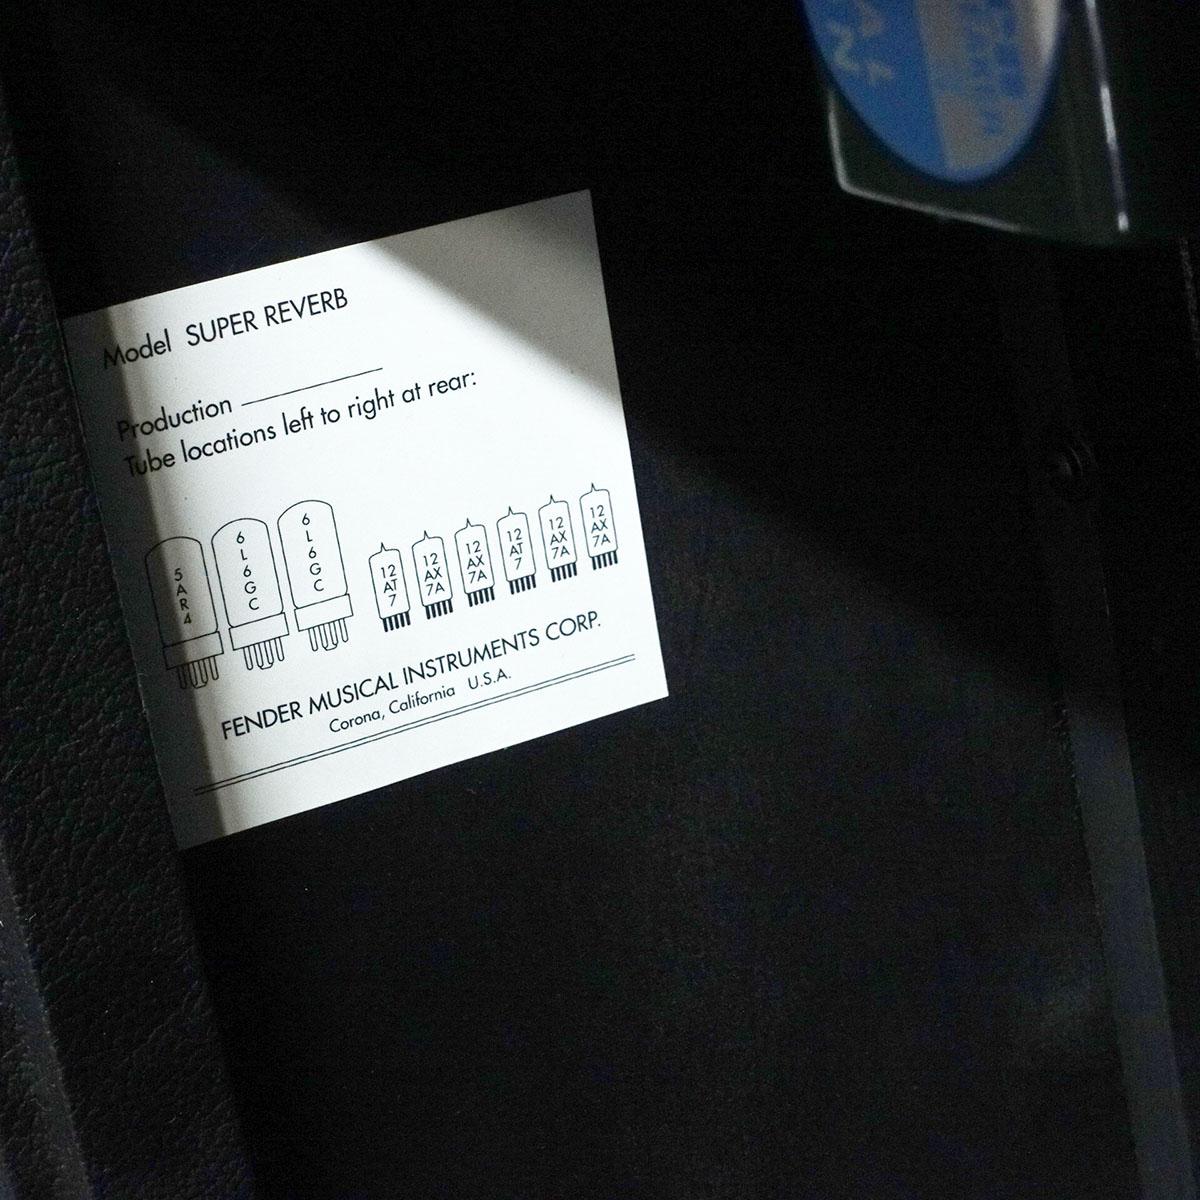 Model SUPER REVERB
Production
Tube locations left to right at rear:
5AR4 6L6GC 6L6GC 12AT7 12AX7A 12AX7A 12AT7 12AX7A 12AX7A
FENDER MUSICAL INSTRUMENTS CORP.
Corona, California U.S.A.